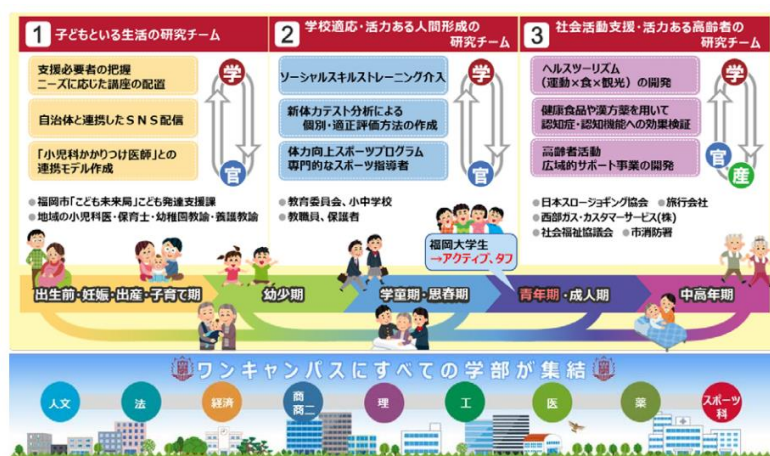 1 子どもといる生活の研究チーム
支援必要者の把握
ニーズに応じた講座の配置
自治体と連携したSNS配信
「小児科かかりつけ医師」との
連携モデル作成
学
官
●福岡市「こども未来局」こども発達支援課
●地域の小児科医・保育士・幼稚園教諭・養護教諭
2 学校適応・活力ある人間形成の
研究チーム
ソーシャルスキルストレーニング介入
新体力テスト分析による
個別・適正評価方法の作成
体力向上スポーツプログラム
専門的なスポーツ指導者
学
官
●教育委員会、小中学校
●教職員、保護者
3 社会活動支援・活力ある高齢者の
研究チーム
ヘルスツーリズム
（運動×食×観光）の開発
健康食品や漢方薬を用いて
認知症・認知機能への効果検証
高齢者活動
広域的サポート事業の開発
学
官
産
●日本スロージョギング協会 ●旅行会社
●西部ガス・カスタマーサービス(株)
●社会福祉協議会 ●市消防署
福岡大学生
→アクティブ、タフ
出生前・妊娠・出産・子育て期
幼少期
学童期・思春期
青年期・成人期
中高年期
ワンキャンパスにすべての学部が集結
人文
法
経済
商
商二
理
工
医
薬
スポーツ
科